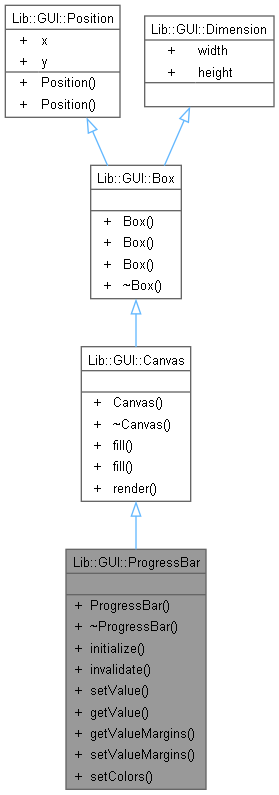 Lib::GUI::Position
+ x
+ y
+ Position()
+ Position()
Lib::GUI::Dimension
+ width
+ height
Lib::GUI::Box
+ Box()
+ Box()
+ Box()
+ ~Box()
Lib::GUI::Canvas
+ Canvas()
+ ~Canvas()
+ fill()
+ fill()
+ render()
Lib::GUI::ProgressBar
+ ProgressBar()
+ ~ProgressBar()
+ initialize()
+ invalidate()
+ setValue()
+ getValue()
+ getValueMargins()
+ setValueMargins()
+ setColors()